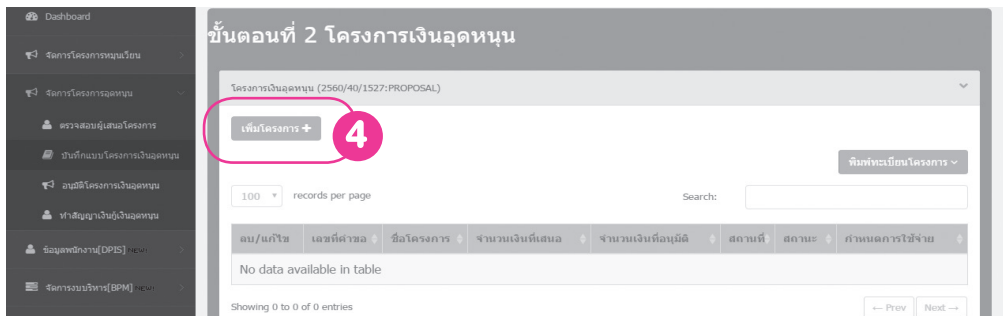 Dashboard
จัดการโครงการหมุนเวียน
จัดการโครงการอุดหนุน
ตรวจสอบผู้เสนอโครงการ
บันทึกแบบโครงการเงินอุดหนุน
อนุมัติโครงการเงินอุดหนุน
ทำสัญญาเงินกู้เงินอุดหนุน
ข้อมูลพนักงาน[DPIS] NEW!
จัดการงบบริหาร[BPM] NEW!
ขั้นตอนที่ 2 โครงการเงินอุดหนุน
โครงการเงินอุดหนุน (2560/40/1527:PROPOSAL)
เพิ่มโครงการ +
4
พิมพ์ทะเบียนโครงการ
100 records per page
Search:
ลบ/แก้ไข เลขที่คำขอ ชื่อโครงการ จำนวนเงินที่เสนอ จำนวนเงินที่อนุมัติ สถานที่ สถานะ กำหนดการใช้จ่าย
No data available in table
Showing 0 to 0 of 0 entries
← Prev Next →